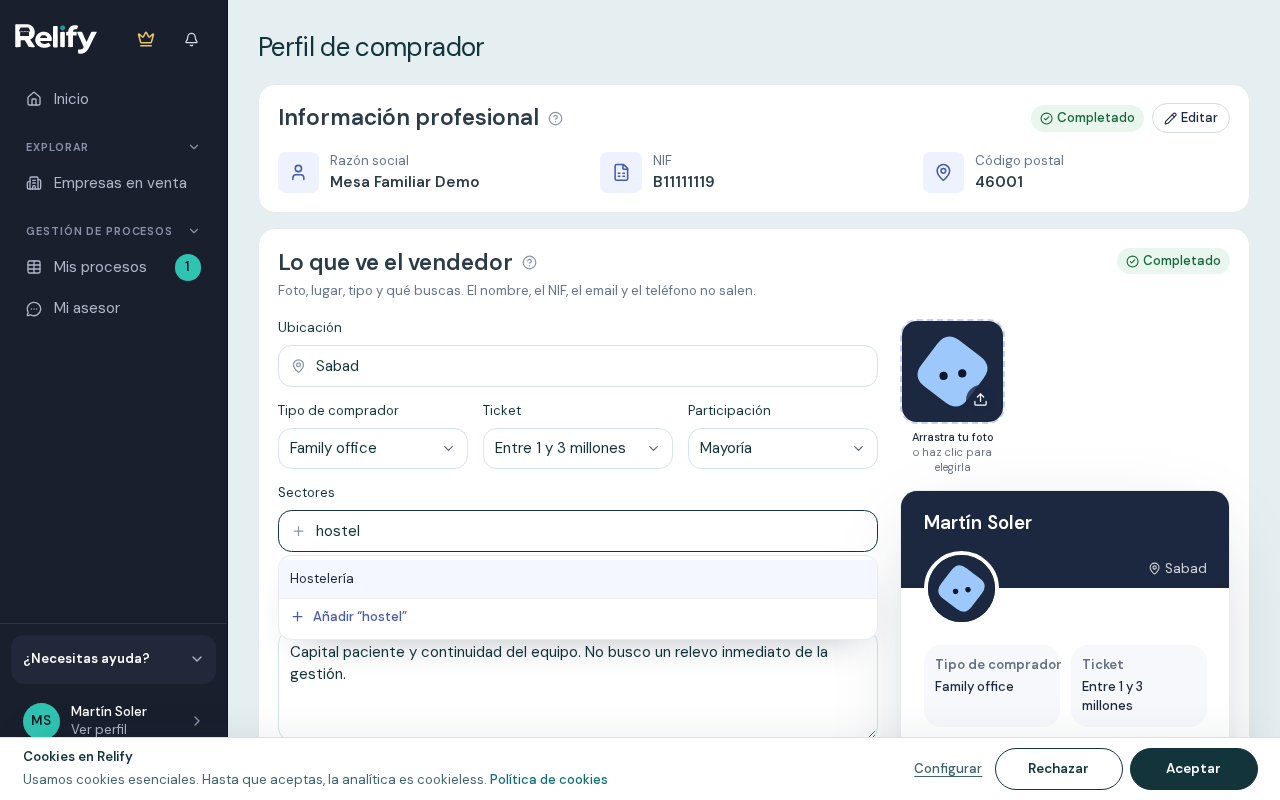 Relify
Inicio
EXPLORAR
Empresas en venta
GESTIÓN DE PROCESOS
Mis procesos 1
Mi asesor
¿Necesitas ayuda?
MS
Martín Soler
Ver perfil
Perfil de comprador
Información profesional
Completado
Editar
Razón social
Mesa Familiar Demo
NIF
B11111119
Código postal
46001
Lo que ve el vendedor
Completado
Foto, lugar, tipo y qué buscas. El nombre, el NIF, el email y el teléfono no salen.
Ubicación
Sabad
Tipo de comprador
Family office
Ticket
Entre 1 y 3 millones
Participación
Mayoría
Sectores
hostel
Hostelería
Añadir “hostel”
Capital paciente y continuidad del equipo. No busco un relevo inmediato de la
gestión.
Arrastra tu foto
o haz clic para
elegirla
Martín Soler
Sabad
Tipo de comprador
Family office
Ticket
Entre 1 y 3
millones
Cookies en Relify
Usamos cookies esenciales. Hasta que aceptas, la analítica es cookieless. Política de cookies
Configurar
Rechazar
Aceptar